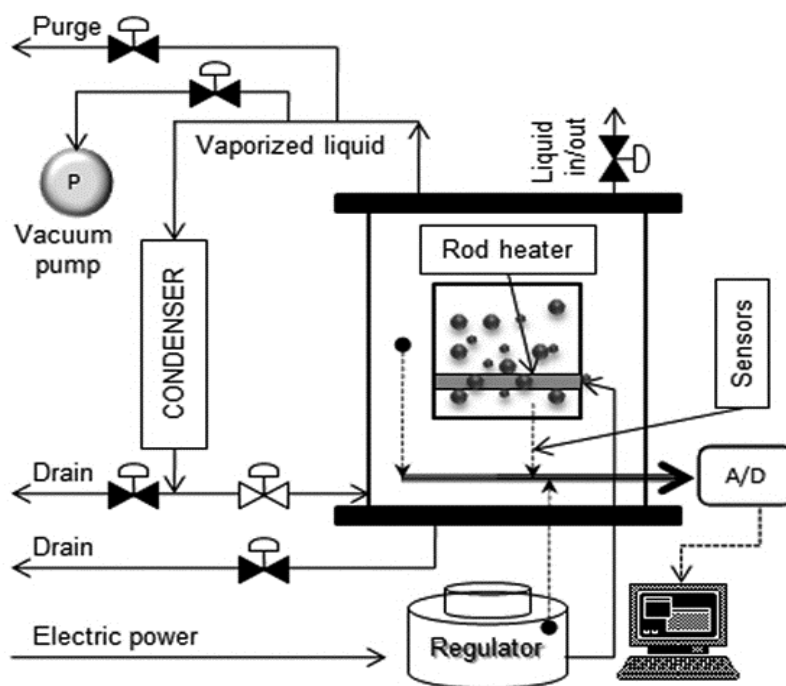 Purge
Vaporized liquid
Liquid
in/out
P
Vacuum
pump
Rod heater
CONDENSER
Sensors
Drain
A/D
Drain
Electric power
Regulator